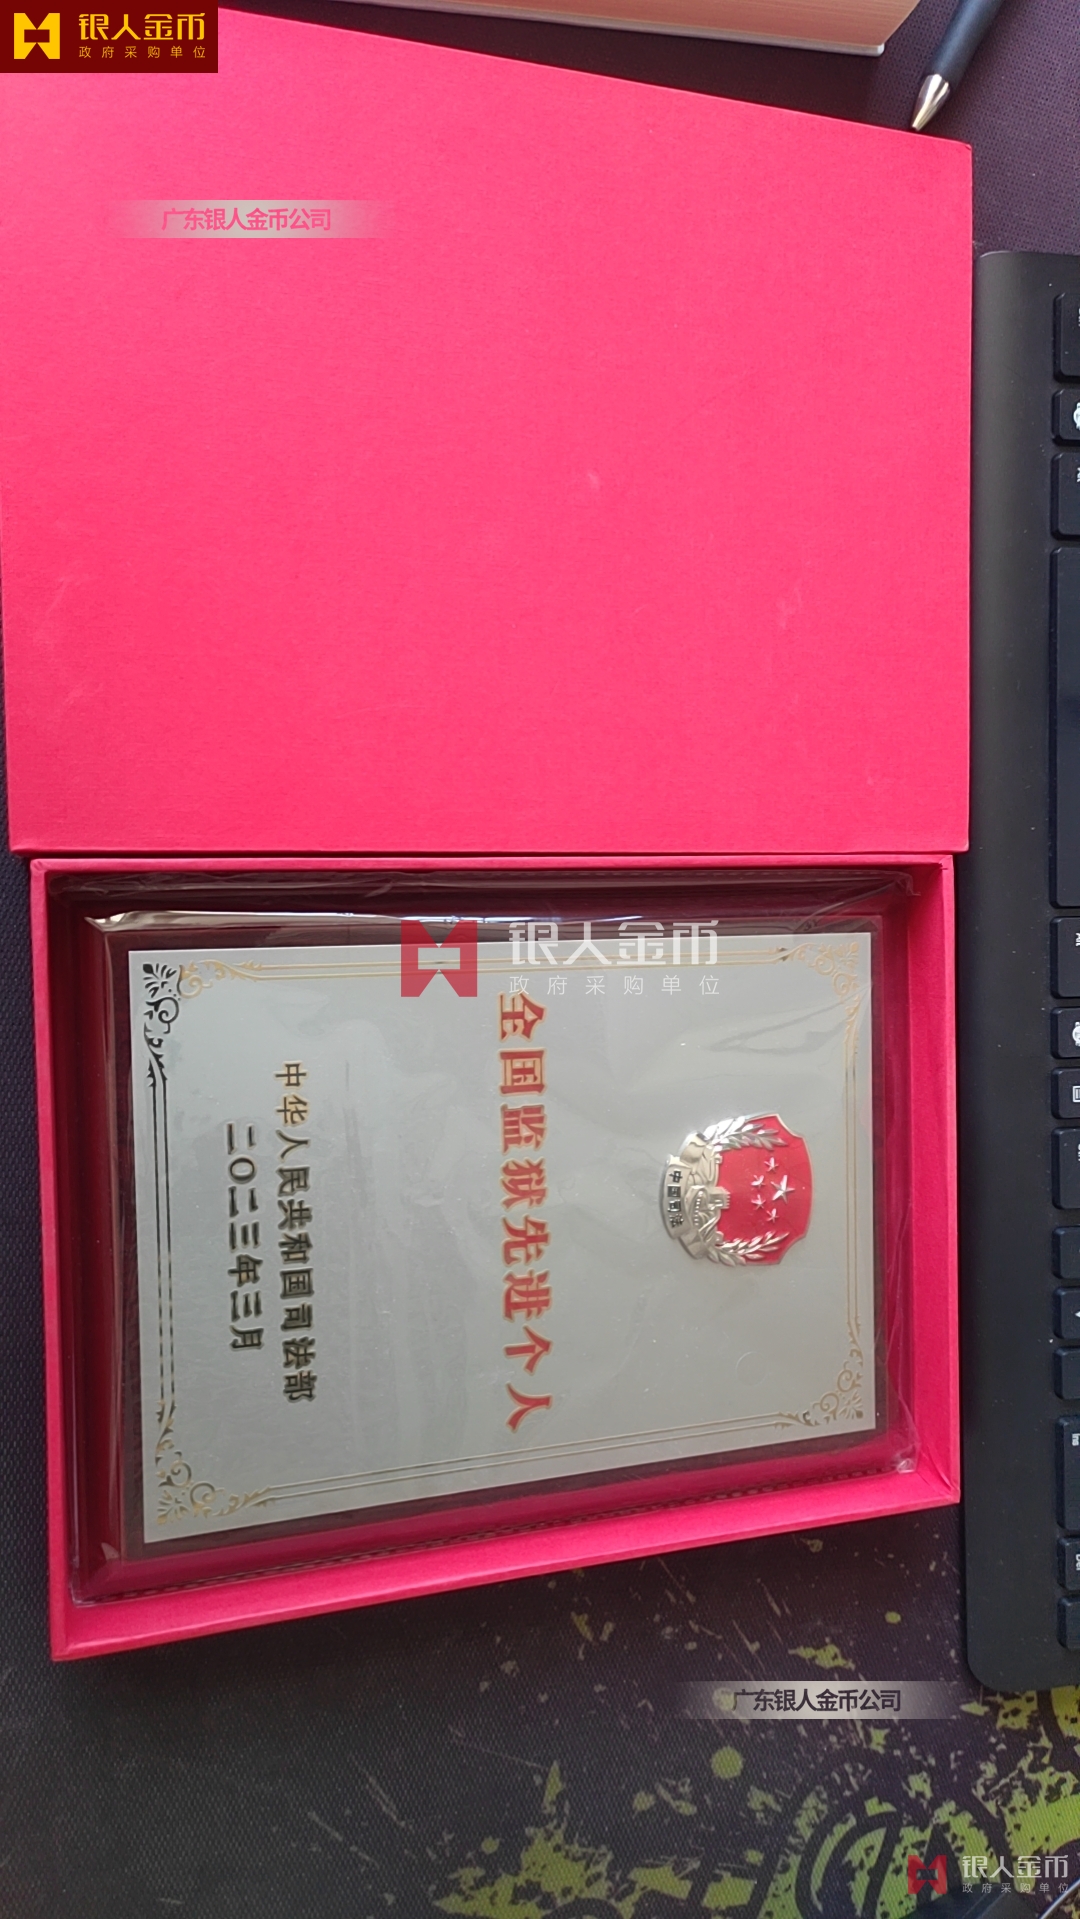 银人金币
政府采购单位
广东银人金币公司
银人金币
政府采购单位
中国司法
全国监狱先进个人
中华人民共和国司法部
二〇二三年三月
广东银人金币公司
银人金币
政府采购单位